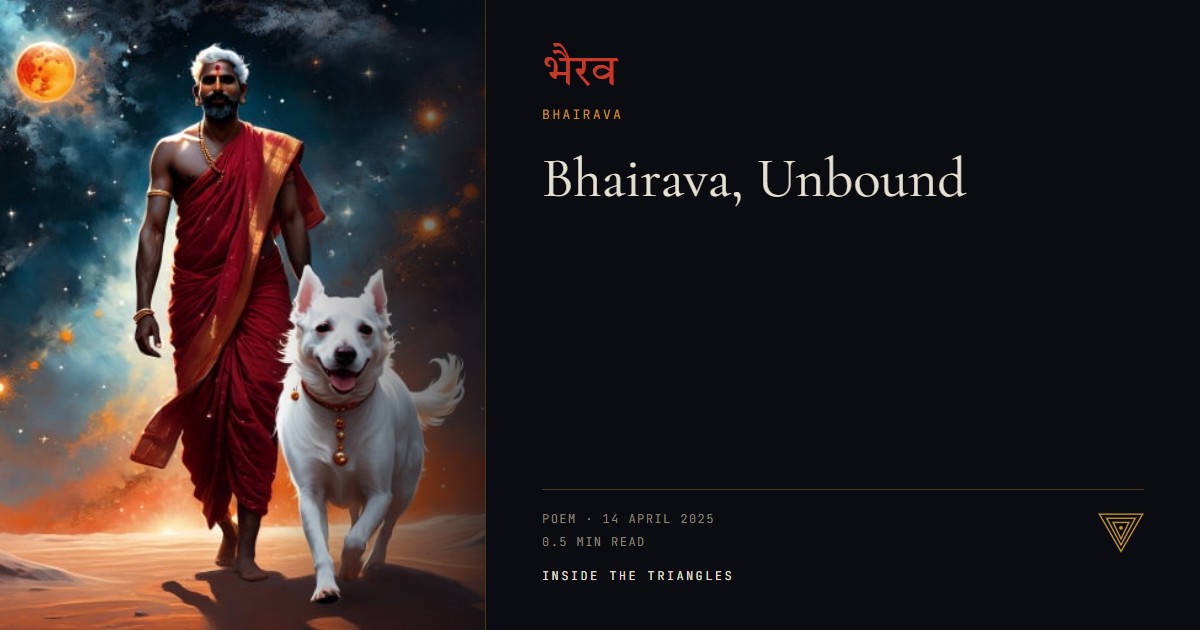 भैरव
BHAIRAVA
Bhairava, Unbound
POEM · 14 APRIL 2025
0.5 MIN READ
INSIDE THE TRIANGLES